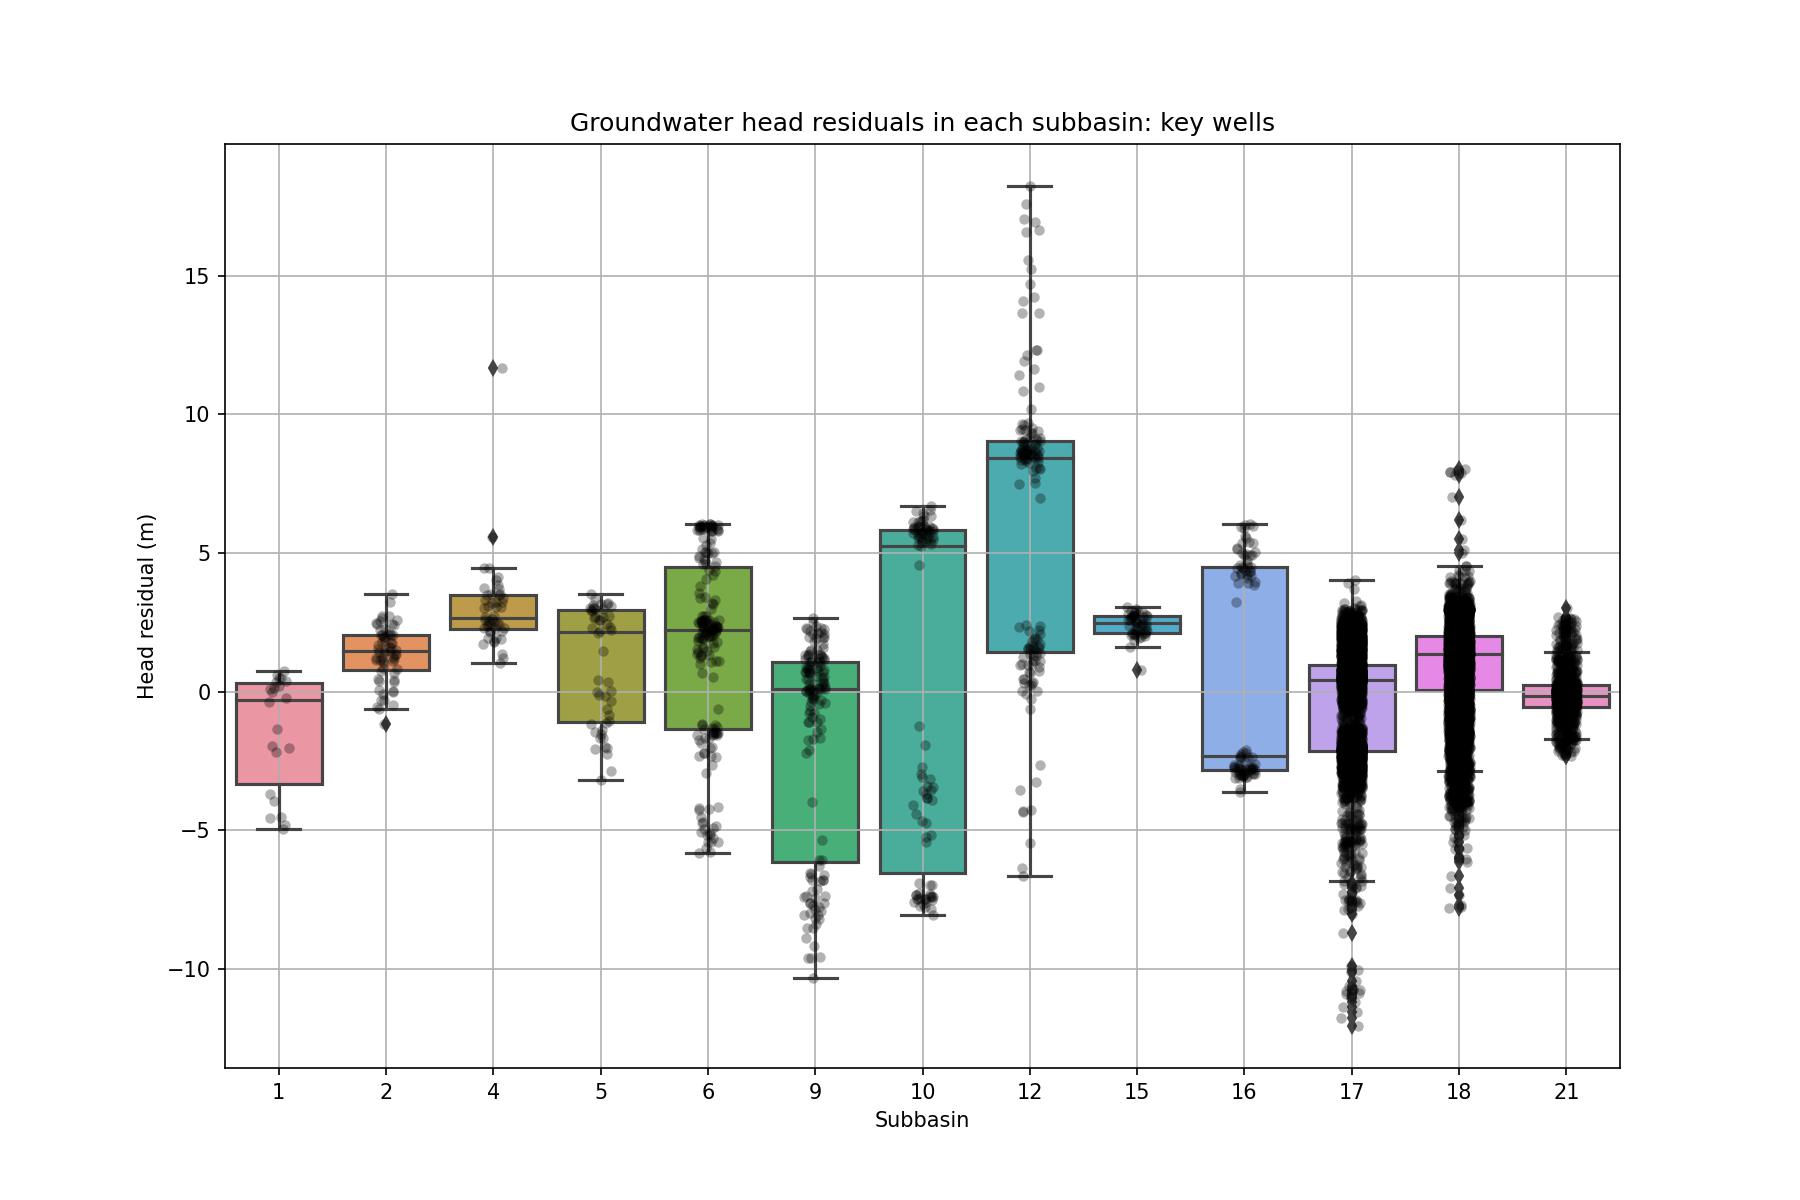 Groundwater head residuals in each subbasin: key wells
Head residual (m)
15
10
5
0
−5
−10
1 2 4 5 6 9 10 12 15 16 17 18 21
Subbasin